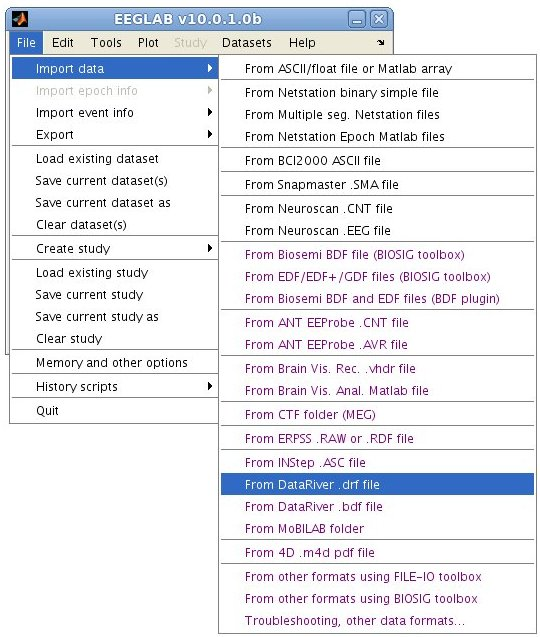 EEGLAB v10.0.1.0b
File Edit Tools Plot Study Datasets Help
Import data
Import epoch info
Import event info
Export
Load existing dataset
Save current dataset(s)
Save current dataset as
Clear dataset(s)
Create study
Load existing study
Save current study
Save current study as
Clear study
Memory and other options
History scripts
Quit
From ASCII/float file or Matlab array
From Netstation binary simple file
From Multiple seg. Netstation files
From Netstation Epoch Matlab files
From BCI2000 ASCII file
From Snapmaster .SMA file
From Neuroscan .CNT file
From Neuroscan .EEG file
From Biosemi BDF file (BIOSIG toolbox)
From EDF/EDF+/GDF files (BIOSIG toolbox)
From Biosemi BDF and EDF files (BDF plugin)
From ANT EEProbe .CNT file
From ANT EEProbe .AVR file
From Brain Vis. Rec. .vhdr file
From Brain Vis. Anal. Matlab file
From CTF folder (MEG)
From ERPSS .RAW or .RDF file
From INStep .ASC file
From DataRiver .drf file
From DataRiver .bdf file
From MoBILAB folder
From 4D .m4d pdf file
From other formats using FILE-IO toolbox
From other formats using BIOSIG toolbox
Troubleshooting, other data formats...